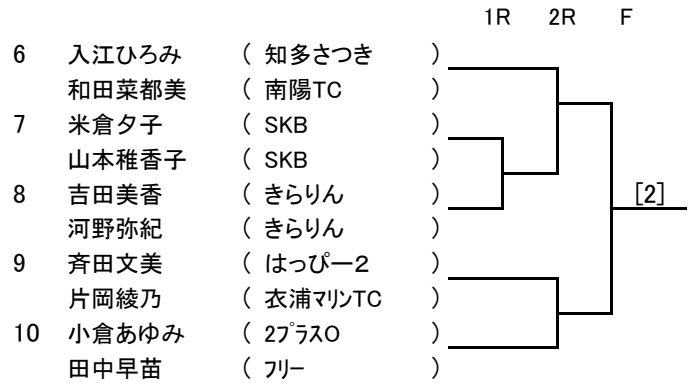 1R 2R F
6 入江ひろみ ( 知多さつき )
和田菜都美 ( 南陽TC )
7 米倉夕子 ( SKB )
山本稚香子 ( SKB )
8 吉田美香 ( きらりん ) [2]
河野弥紀 ( きらりん )
9 斉田文美 ( はっぴー2 )
片岡綾乃 ( 衣浦マリンTC )
10 小倉あゆみ ( 2プラスO )
田中早苗 ( フリー )